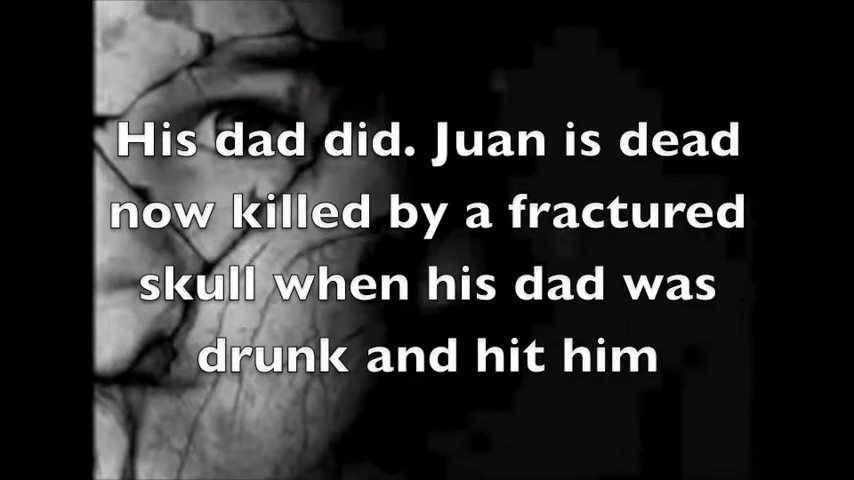 His dad did. Juan is dead
now killed by a fractured
skull when his dad was
drunk and hit him